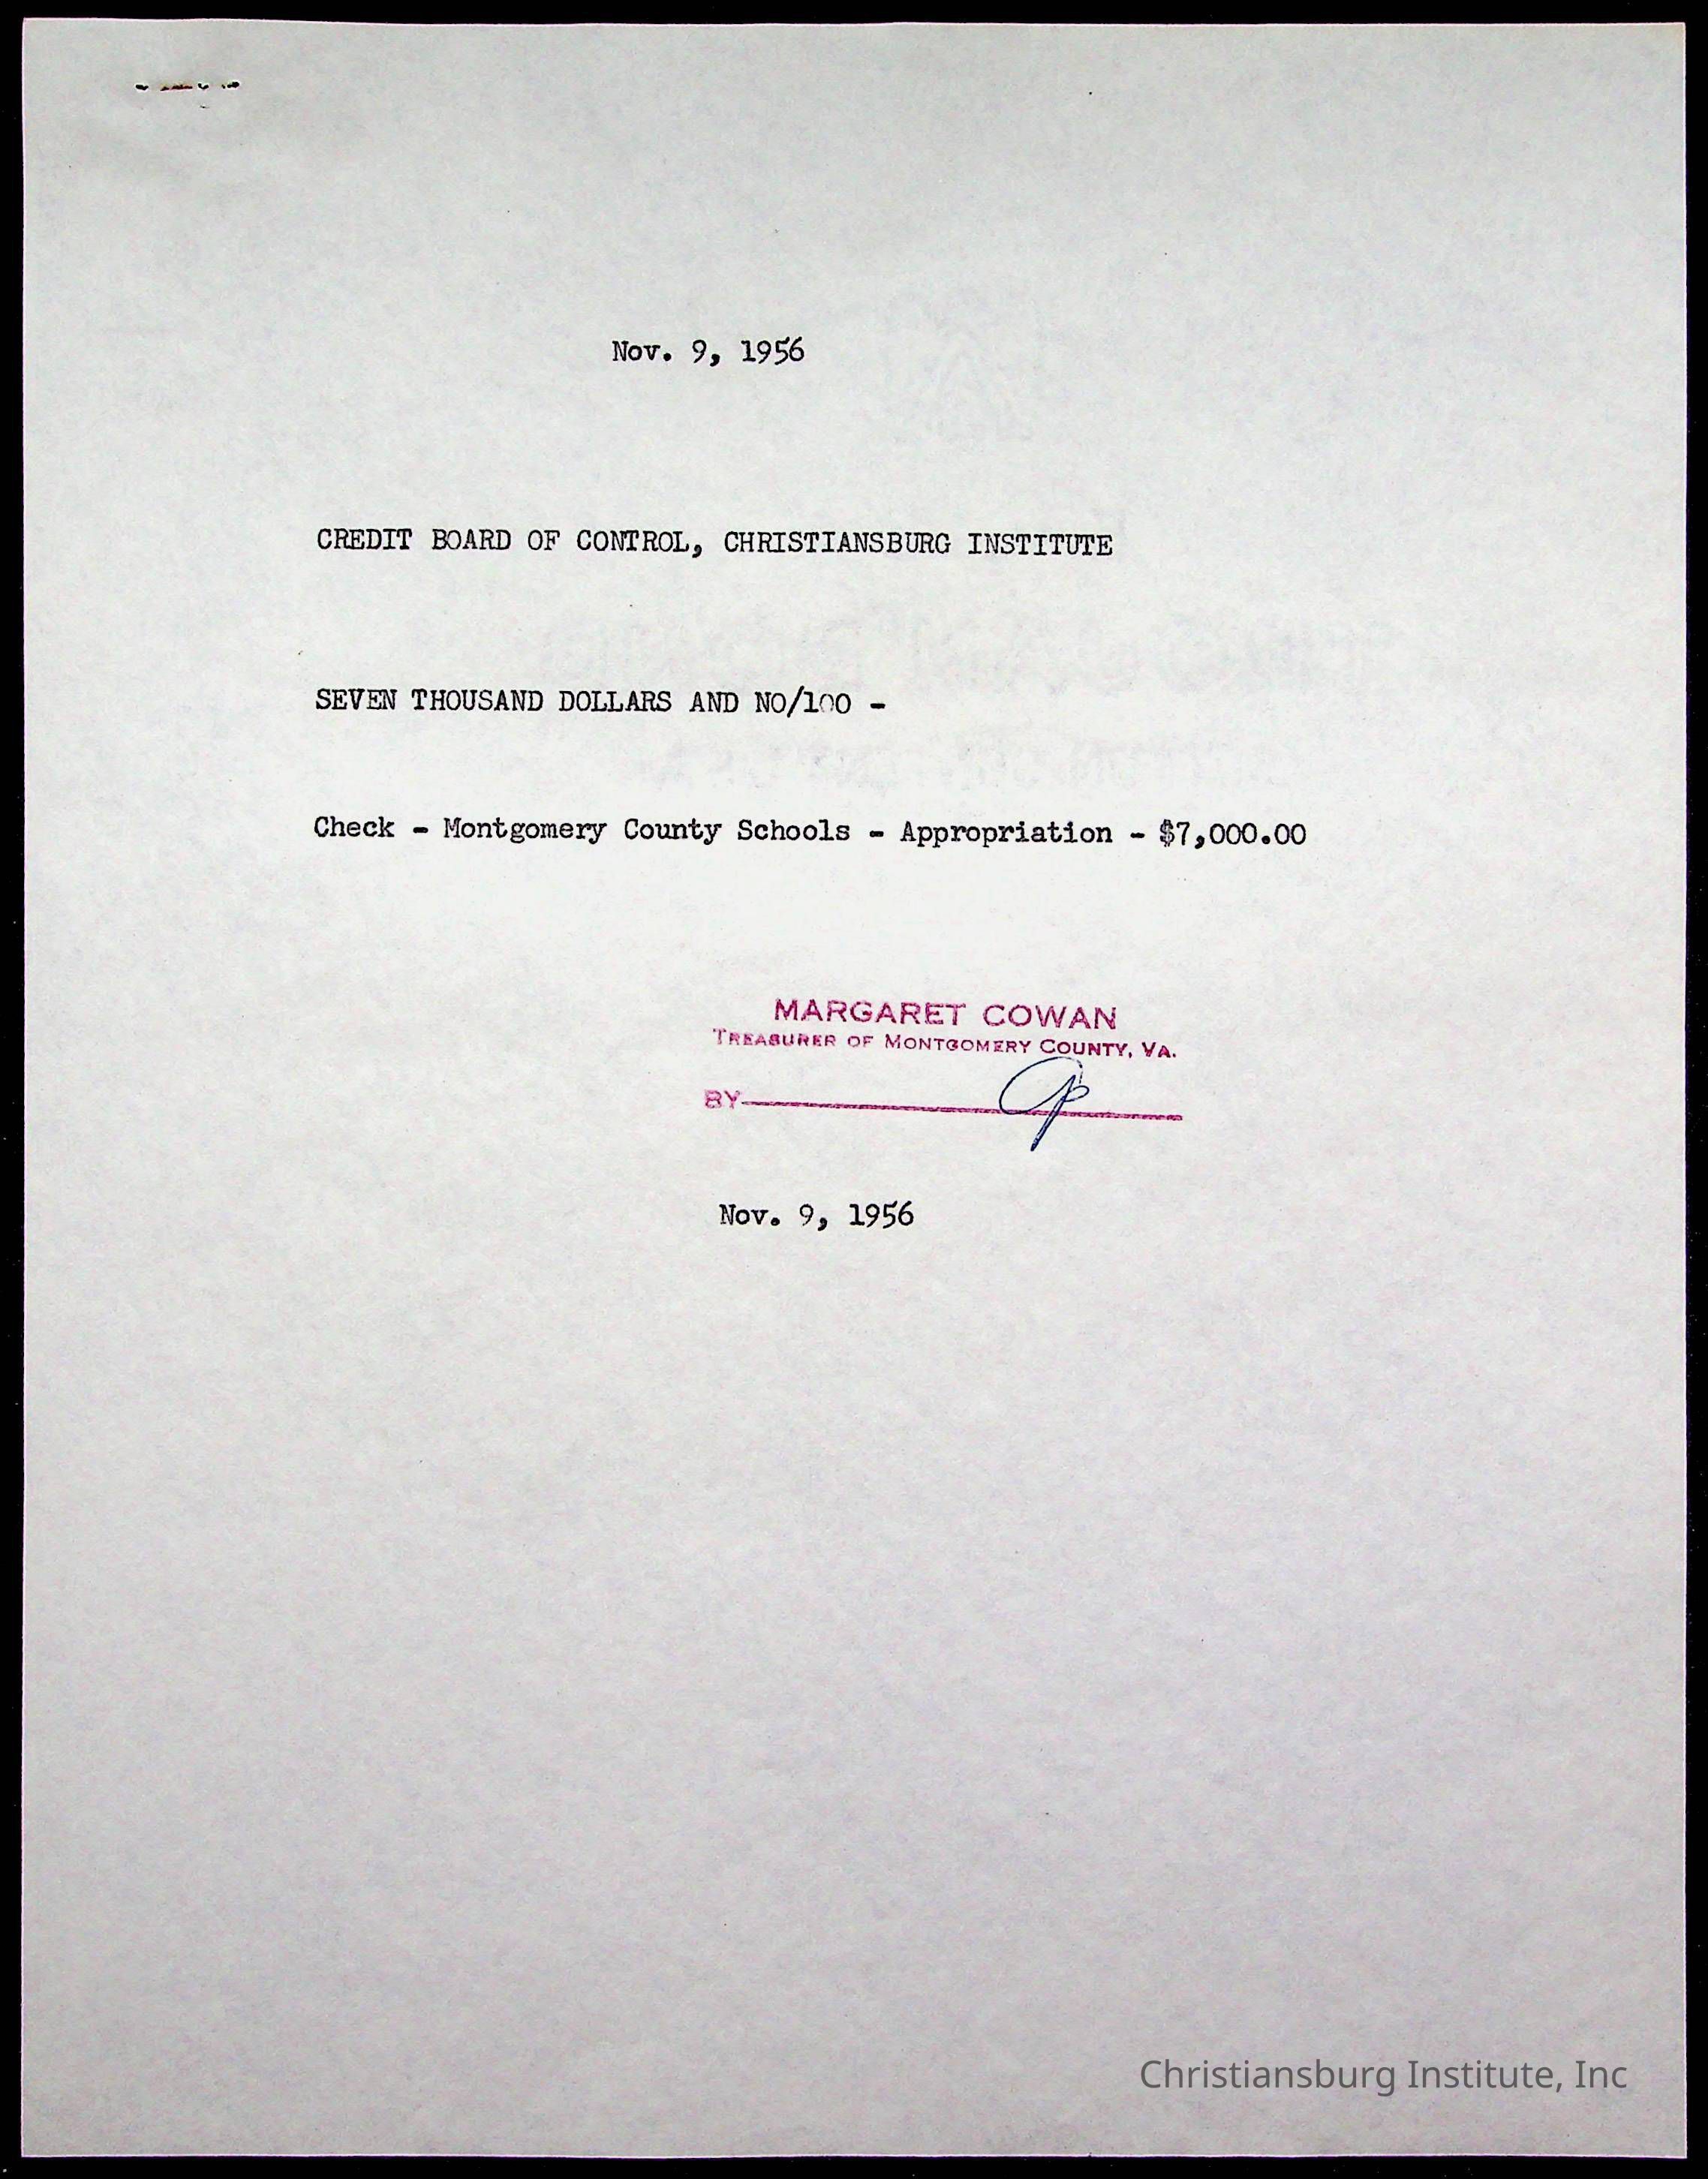 Nov. 9, 1956
CREDIT BOARD OF CONTROL, CHRISTIANSBURG INSTITUTE
SEVEN THOUSAND DOLLARS AND NO/100 -
Check - Montgomery County Schools - Appropriation - $7,000.00
MARGARET COWAN
TREASURER OF MONTGOMERY COUNTY, VA.
BY
Nov. 9, 1956
Christiansburg Institute, Inc